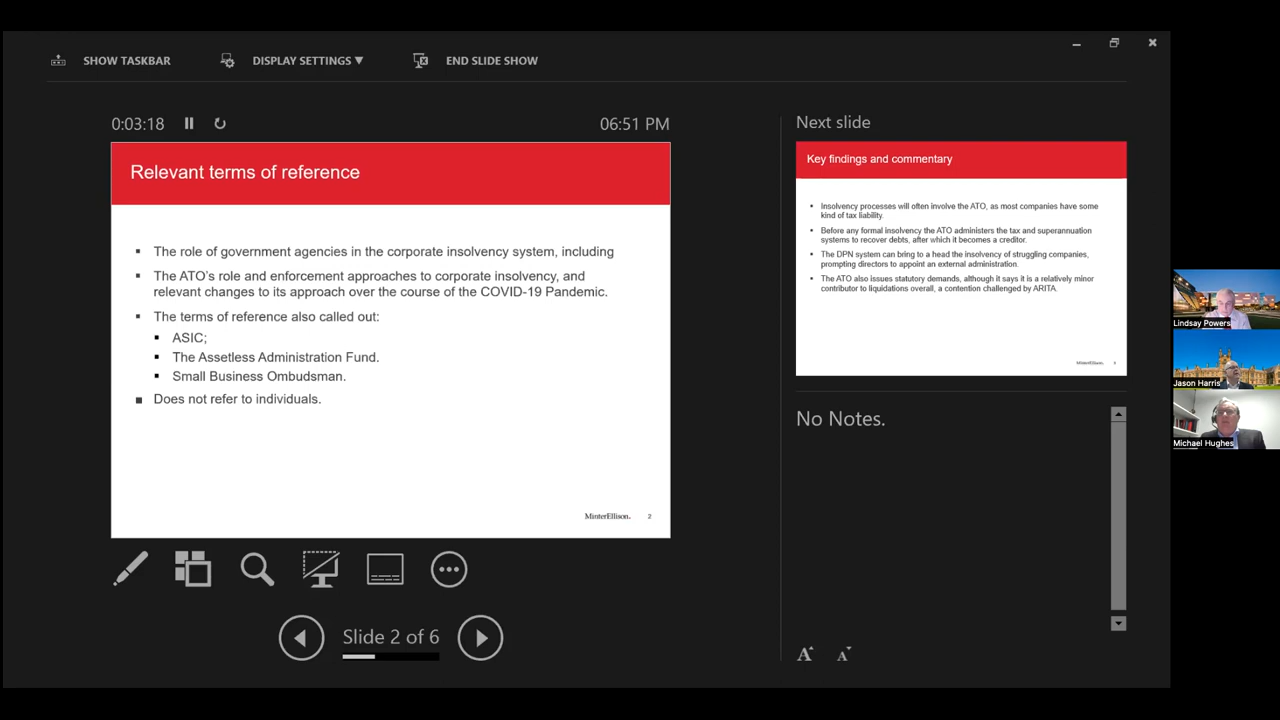 SHOW TASKBAR
DISPLAY SETTINGS ▼
END SLIDE SHOW
0:03:18
06:51 PM
Relevant terms of reference
▪ The role of government agencies in the corporate insolvency system, including
▪ The ATO's role and enforcement approaches to corporate insolvency, and
relevant changes to its approach over the course of the COVID-19 Pandemic.
▪ The terms of reference also called out:
▪ ASIC;
▪ The Assetless Administration Fund.
▪ Small Business Ombudsman.
▪ Does not refer to individuals.
MinterEllison.
2
Slide 2 of 6
Next slide
Key findings and commentary
• Insolvency processes will often involve the ATO, as most companies have some
kind of tax liability.
• Before any formal insolvency the ATO administers the tax and superannuation
systems to recover debts, after which it becomes a creditor.
• The DPN system can bring to a head the insolvency of struggling companies,
prompting directors to appoint an external administration.
• The ATO also issues statutory demands, although it says it is a relatively minor
contributor to liquidations overall, a contention challenged by ARITA.
MinterEllison.
No Notes.
A
A
Lindsay Powers
Jason Harris
Michael Hughes